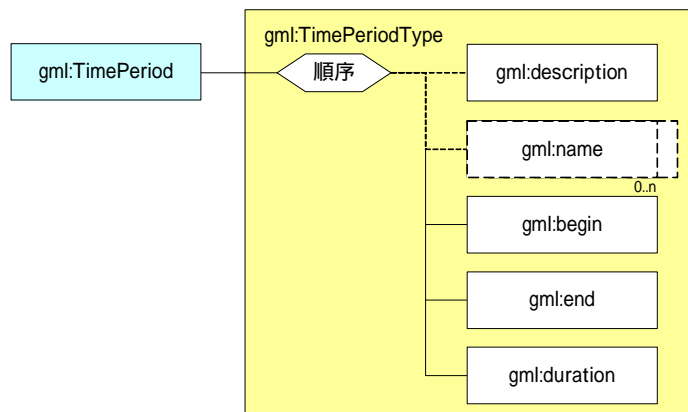 gml:TimePeriodType
gml:TimePeriod
順序
gml:description
gml:name
0..n
gml:begin
gml:end
gml:duration